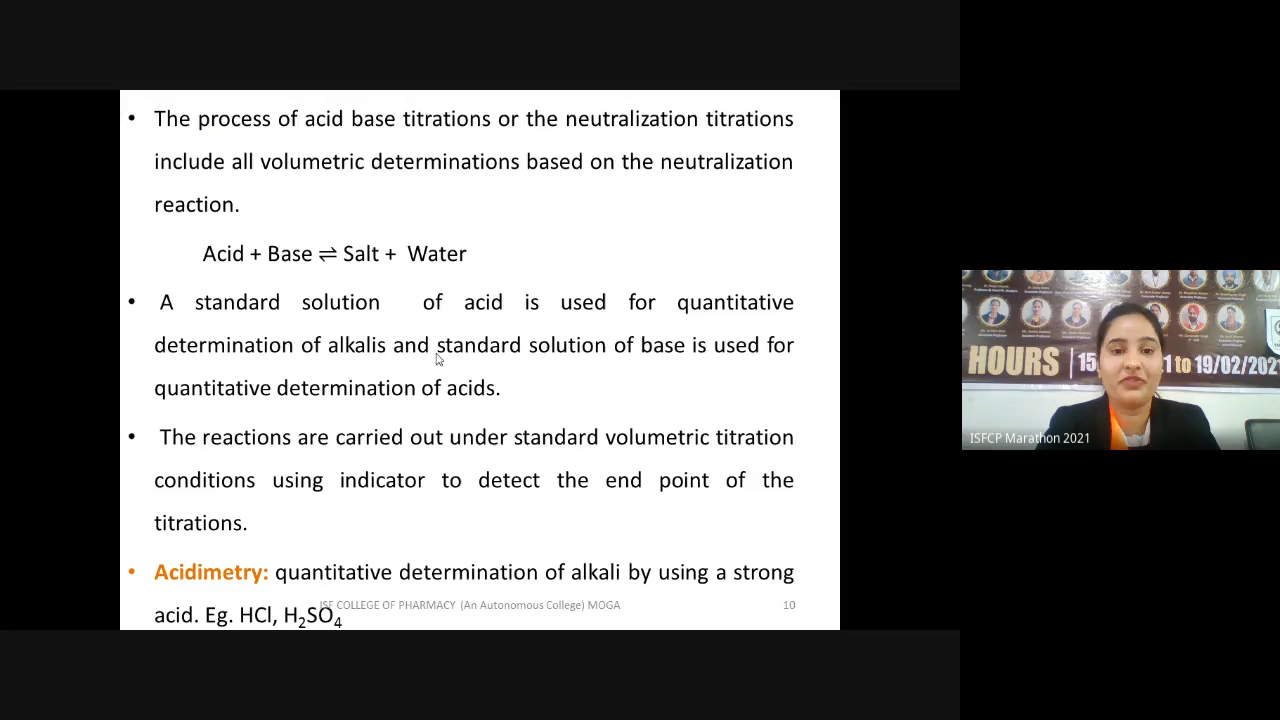 • The process of acid base titrations or the neutralization titrations
include all volumetric determinations based on the neutralization
reaction.
Acid + Base ⇌ Salt + Water
• A standard solution of acid is used for quantitative
determination of alkalis and standard solution of base is used for
quantitative determination of acids.
• The reactions are carried out under standard volumetric titration
conditions using indicator to detect the end point of the
titrations.
• Acidimetry: quantitative determination of alkali by using a strong
acid. Eg. HCl, H₂SO₄
ISF COLLEGE OF PHARMACY (An Autonomous College) MOGA
10
HOURS 15 to 19/02/2021
ISFCP Marathon 2021